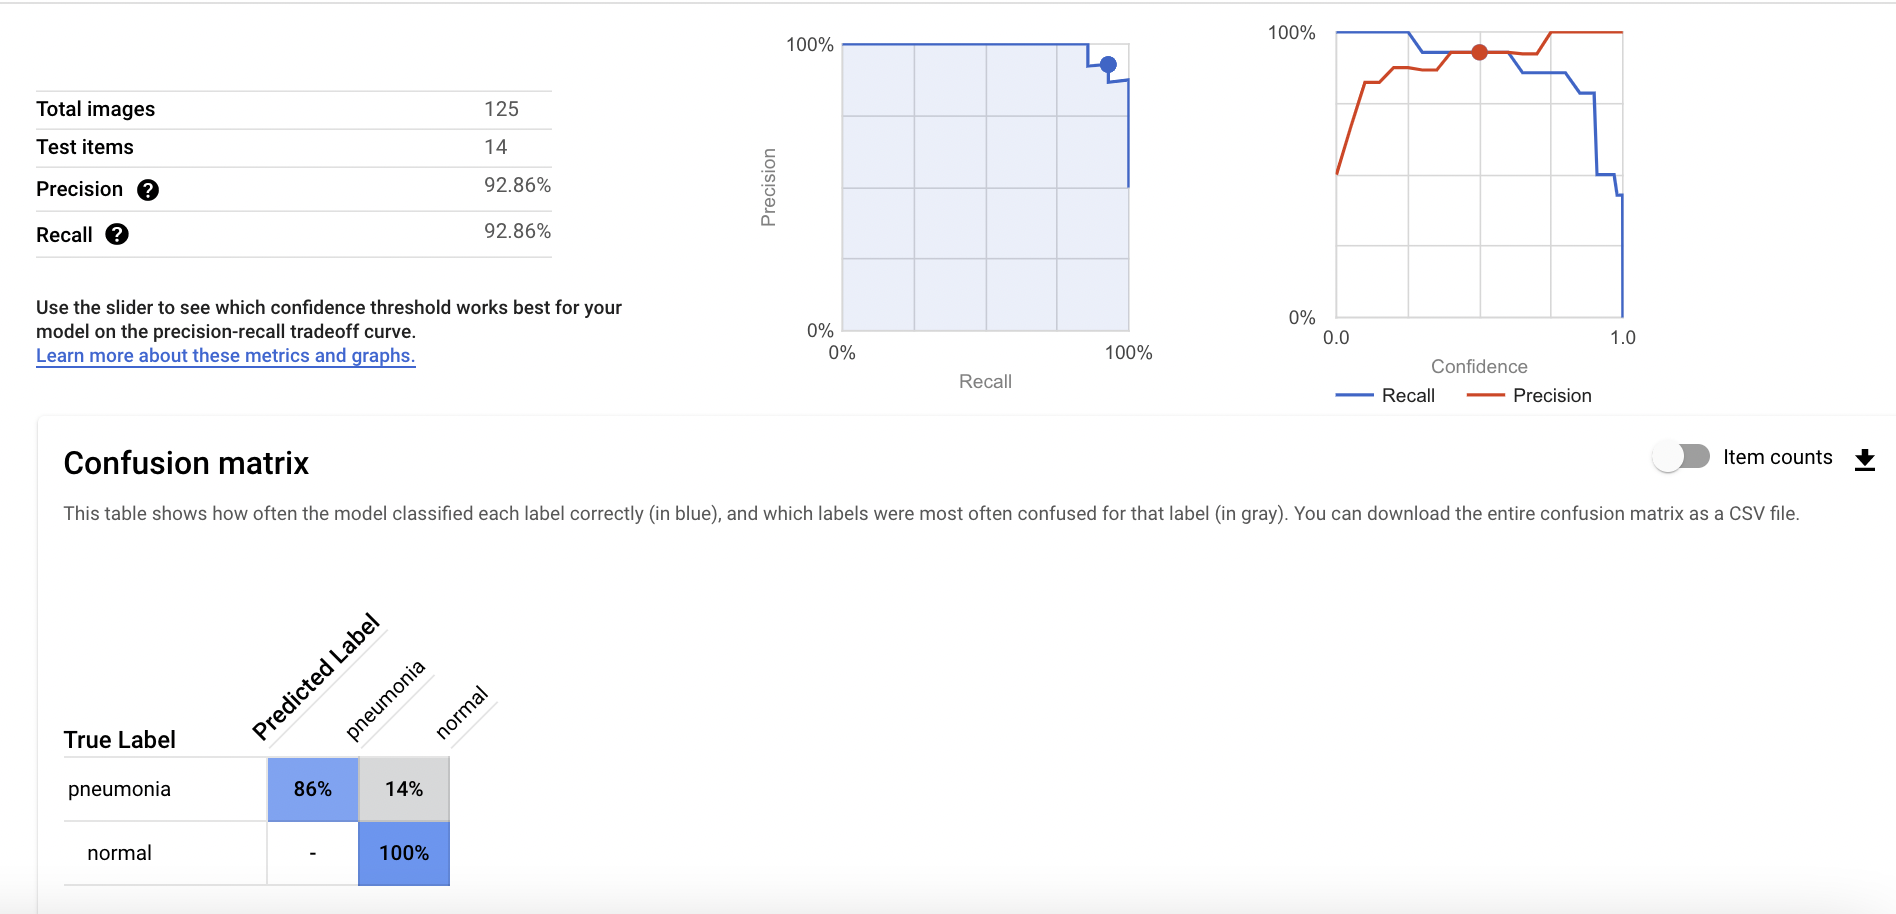 Total images 125
Test items 14
Precision ? 92.86%
Recall ? 92.86%
Use the slider to see which confidence threshold works best for your
model on the precision-recall tradeoff curve.
Learn more about these metrics and graphs.
100%
Precision
0%
0% 100%
Recall
100%
0%
0.0 1.0
Confidence
Recall Precision
Confusion matrix
Item counts
This table shows how often the model classified each label correctly (in blue), and which labels were most often confused for that label (in gray). You can download the entire confusion matrix as a CSV file.
Predicted Label
pneumonia
normal
True Label
pneumonia 86% 14%
normal - 100%